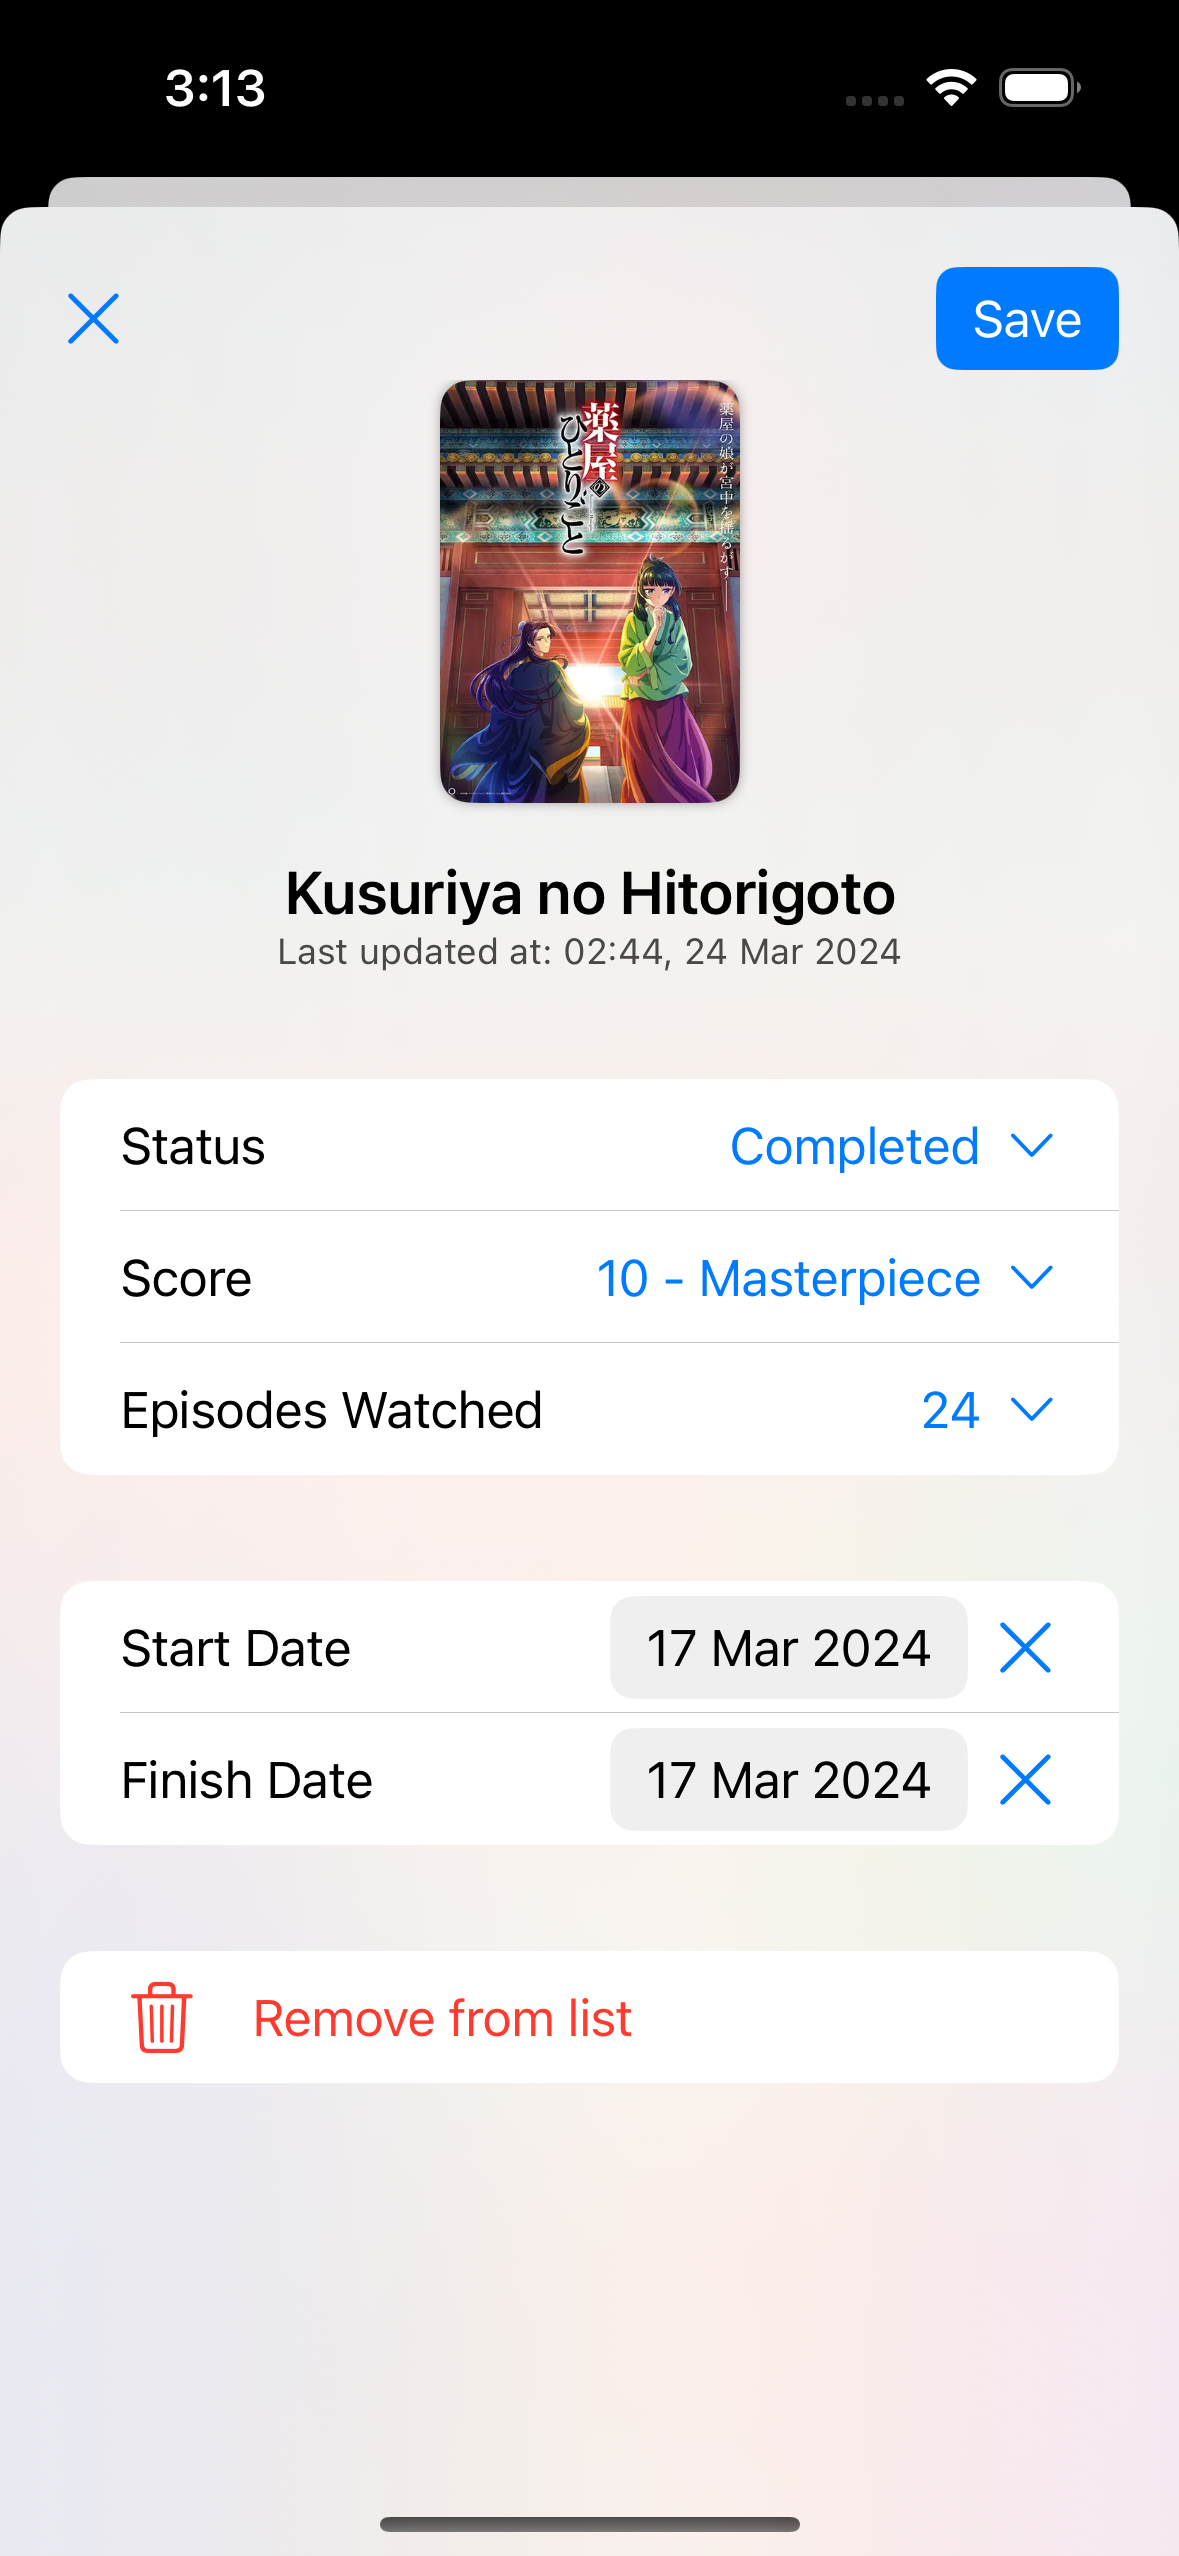 3:13
Save
薬屋の
ひとりごと
薬屋の娘が宮中を揺るがす――
Kusuriya no Hitorigoto
Last updated at: 02:44, 24 Mar 2024
Status
Completed
Score
10 - Masterpiece
Episodes Watched
24
Start Date
17 Mar 2024
Finish Date
17 Mar 2024
Remove from list